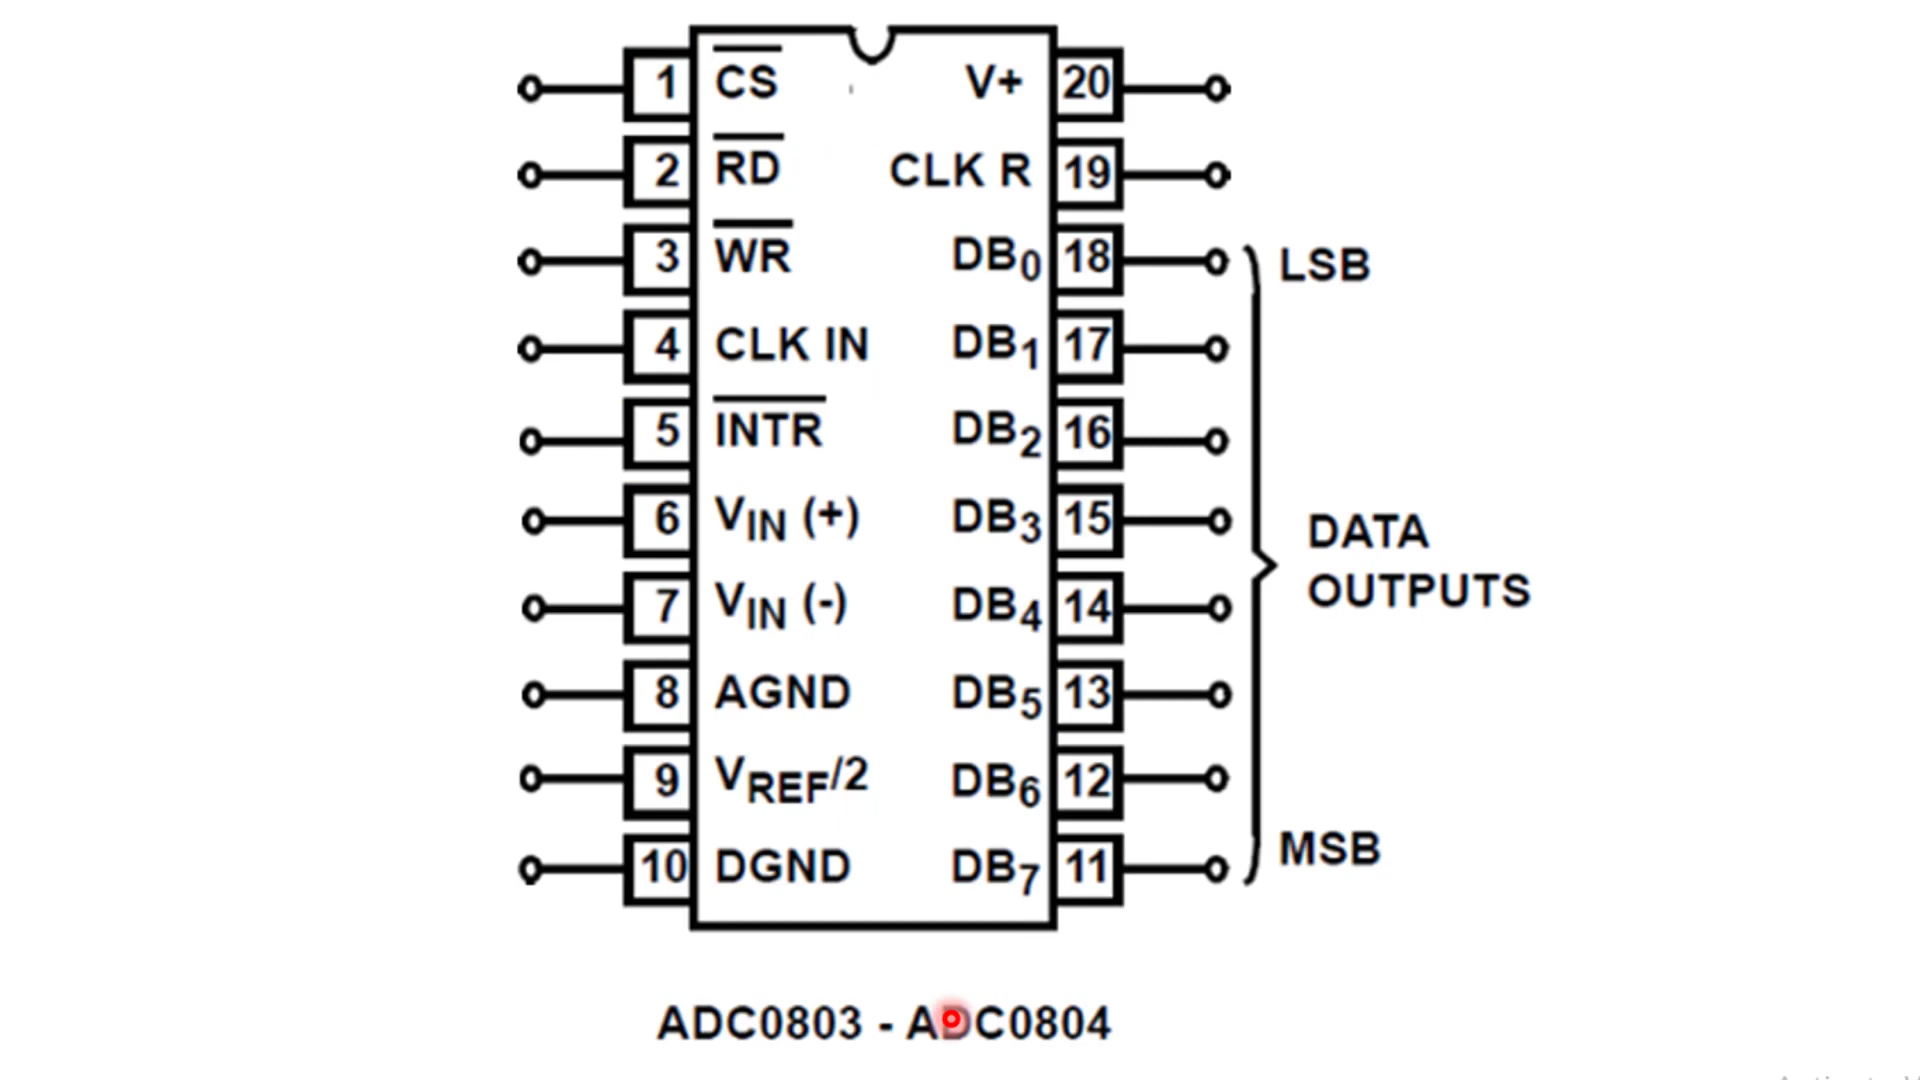 1 CS V+ 20
2 RD CLK R 19
3 WR DB0 18 LSB
4 CLK IN DB1 17
5 INTR DB2 16
6 VIN (+) DB3 15 DATA
7 VIN (-) DB4 14 OUTPUTS
8 AGND DB5 13
9 VREF/2 DB6 12
10 DGND DB7 11 MSB
ADC0803 - ADC0804